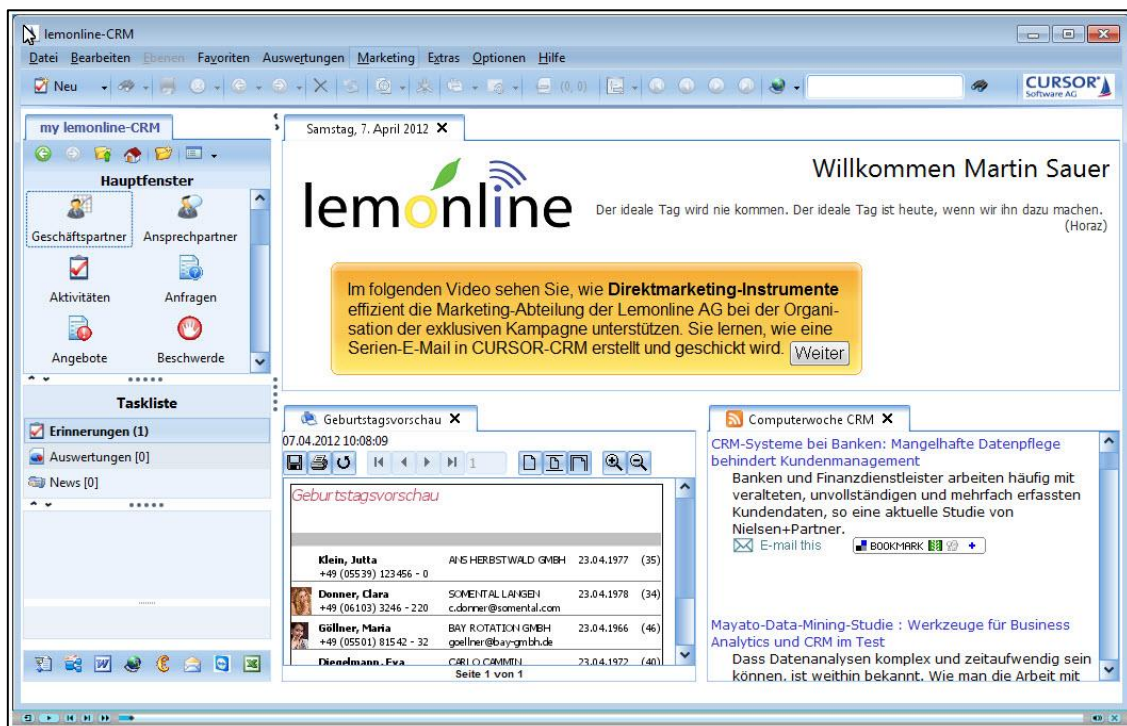 lemonline-CRM
Datei Bearbeiten Ebenen Favoriten Auswertungen Marketing Extras Optionen Hilfe
Neu (0, 0) CURSOR Software AG
my lemonline-CRM
Hauptfenster
Geschäftspartner Ansprechpartner
Aktivitäten Anfragen
Angebote Beschwerde
Taskliste
Erinnerungen (1)
Auswertungen [0]
News [0]
Samstag, 7. April 2012
lemonline
Willkommen Martin Sauer
Der ideale Tag wird nie kommen. Der ideale Tag ist heute, wenn wir ihn dazu machen.
(Horaz)
Im folgenden Video sehen Sie, wie Direktmarketing-Instrumente
effizient die Marketing-Abteilung der Lemonline AG bei der Organi-
sation der exklusiven Kampagne unterstützen. Sie lernen, wie eine
Serien-E-Mail in CURSOR-CRM erstellt und geschickt wird. Weiter
Geburtstagsvorschau
07.04.2012 10:08:09
1
Geburtstagsvorschau
Klein, Jutta ANS HERBSTWALD GMBH 23.04.1977 (35)
+49 (05539) 123456 - 0
Donner, Clara SOMENTAL LANGEN 23.04.1978 (34)
+49 (06103) 3246 - 220 c.donner@somental.com
Göllner, Maria BAY ROTATION GMBH 23.04.1966 (46)
+49 (05501) 81542 - 32 goellner@bay-gmbh.de
Diegelmann, Eva CARLO CAMMIN 23.04.1972 (40)
Seite 1 von 1
Computerwoche CRM
CRM-Systeme bei Banken: Mangelhafte Datenpflege
behindert Kundenmanagement
Banken und Finanzdienstleister arbeiten häufig mit
veralteten, unvollständigen und mehrfach erfassten
Kundendaten, so eine aktuelle Studie von
Nielsen+Partner.
E-mail this BOOKMARK
Mayato-Data-Mining-Studie : Werkzeuge für Business
Analytics und CRM im Test
Dass Datenanalysen komplex und zeitaufwendig sein
können, ist weithin bekannt. Wie man die Arbeit mit